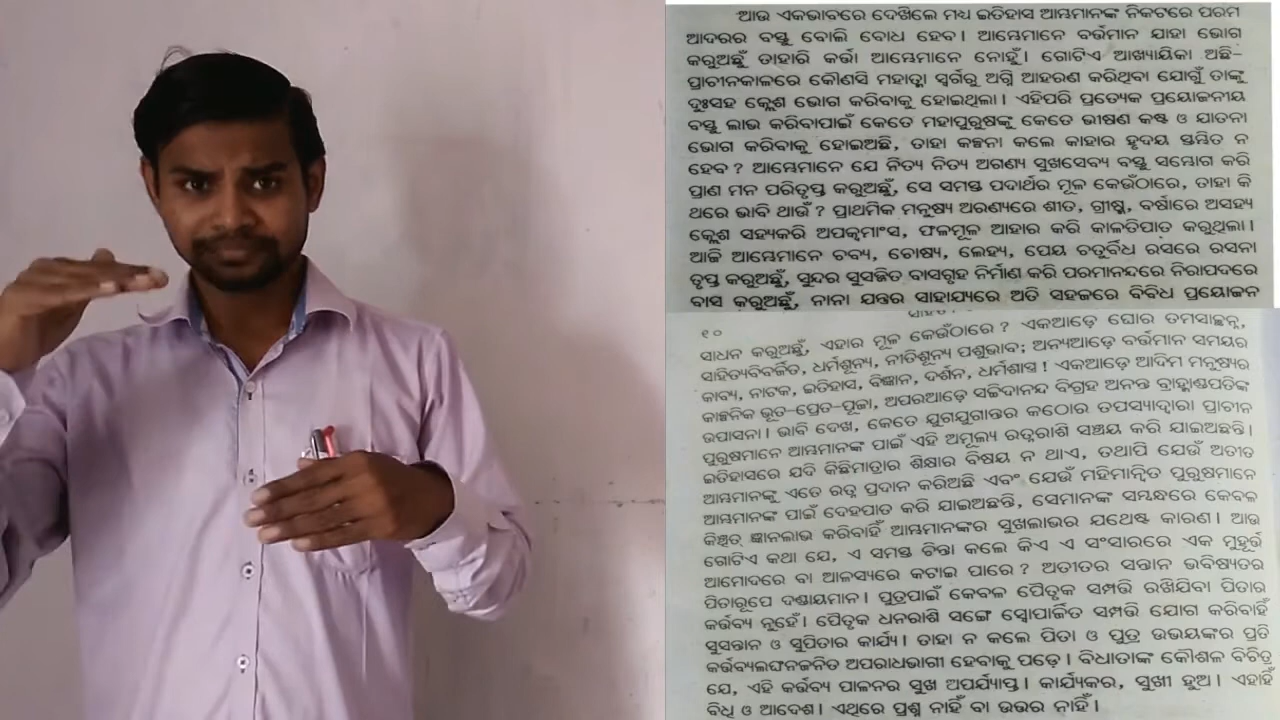 ଆଉ ଏକଭାବରେ ଦେଖିଲେ ମଧ୍ୟ ଇତିହାସ ଆମ୍ଭମାନଙ୍କ ନିକଟରେ ପରମ
ଆଦରର ବସ୍ତୁ ବୋଲି ବୋଧ ହେବ। ଆମ୍ଭେମାନେ ବର୍ତ୍ତମାନ ଯାହା ଭୋଗ
କରୁଅଛୁଁ ତାହାରି କର୍ତ୍ତା ଆମ୍ଭେମାନେ ନୋହୁଁ। ଗୋଟିଏ ଆଖ୍ୟାୟିକା ଅଛି-
ପ୍ରାଚୀନକାଳରେ କୌଣସି ମହାତ୍ମା ସ୍ୱର୍ଗରୁ ଅଗ୍ନି ଆହରଣ କରିଥିବା ଯୋଗୁଁ ତାଙ୍କୁ
ଦୁଃସହ କ୍ଲେଶ ଭୋଗ କରିବାକୁ ହୋଇଥିଲା। ଏହିପରି ପ୍ରତ୍ୟେକ ପ୍ରୟୋଜନୀୟ
ବସ୍ତୁ ଲାଭ କରିବାପାଇଁ କେତେ ମହାପୁରୁଷଙ୍କୁ କେତେ ଭୀଷଣ କଷ୍ଟ ଓ ଯାତନା
ଭୋଗ କରିବାକୁ ହୋଇଅଛି, ତାହା କଳ୍ପନା କଲେ କାହାର ହୃଦୟ ସ୍ତମ୍ଭିତ ନ
ହେବ ? ଆମ୍ଭେମାନେ ଯେ ନିତ୍ୟ ନିତ୍ୟ ଅଗଣ୍ୟ ସୁଖସେବ୍ୟ ବସ୍ତୁ ସମ୍ଭୋଗ କରି
ପ୍ରାଣ ମନ ପରିତୃପ୍ତ କରୁଅଛୁଁ, ସେ ସମସ୍ତ ପଦାର୍ଥର ମୂଳ କେଉଁଠାରେ, ତାହା କି
ଥରେ ଭାବି ଥାଉଁ ? ପ୍ରାଥମିକ ମନୁଷ୍ୟ ଅରଣ୍ୟରେ ଶୀତ, ଗ୍ରୀଷ୍ମ, ବର୍ଷାରେ ଅସହ୍ୟ
କ୍ଲେଶ ସହ୍ୟକରି ଅପକ୍ୱମାଂସ, ଫଳମୂଳ ଆହାର କରି କାଳାତିପାତ କରୁଥିଲା।
ଆଜି ଆମ୍ଭେମାନେ ଚବ୍ୟ, ଚୋଷ୍ୟ, ଲେହ୍ୟ, ପେୟ ଚତୁର୍ବିଧ ରସରେ ରସନା
ତୃପ୍ତ କରୁଅଛୁଁ, ସୁନ୍ଦର ସୁସଜ୍ଜିତ ବାସଗୃହ ନିର୍ମାଣ କରି ପରମାନନ୍ଦରେ ନିରାପଦରେ
ବାସ କରୁଅଛୁଁ, ନାନା ଯନ୍ତ୍ରର ସାହାଯ୍ୟରେ ଅତି ସହଜରେ ବିବିଧ ପ୍ରୟୋଜନ
୧୦
ସାଧନ କରୁଅଛୁଁ, ଏହାର ମୂଳ କେଉଁଠାରେ ? ଏକଆଡ଼େ ଘୋର ତମସାଚ୍ଛନ୍ନ,
ସାହିତ୍ୟବିବର୍ଜିତ, ଧର୍ମଶୂନ୍ୟ, ନୀତିଶୂନ୍ୟ ପଶୁଭାବ; ଅନ୍ୟଆଡ଼େ ବର୍ତ୍ତମାନ ସମୟର
କାବ୍ୟ, ନାଟକ, ଇତିହାସ, ବିଜ୍ଞାନ, ଦର୍ଶନ, ଧର୍ମଶାସ୍ତ୍ର ! ଏକଆଡ଼େ ଆଦିମ ମନୁଷ୍ୟର
କାଳ୍ପନିକ ଭୂତ-ପ୍ରେତ-ପୂଜା, ଅପରଆଡ଼େ ସଚ୍ଚିଦାନନ୍ଦ ବିଗ୍ରହ ଅନନ୍ତ ବ୍ରହ୍ମାଣ୍ଡପତିଙ୍କ
ଉପାସନା। ଭାବି ଦେଖ, କେତେ ଯୁଗଯୁଗାନ୍ତର କଠୋର ତପସ୍ୟାଦ୍ୱାରା ପ୍ରାଚୀନ
ପୁରୁଷମାନେ ଆମ୍ଭମାନଙ୍କ ପାଇଁ ଏହି ଅମୂଲ୍ୟ ରତ୍ନରାଶି ସଞ୍ଚୟ କରି ଯାଇଅଛନ୍ତି।
ଇତିହାସରେ ଯଦି କିଛିମାତ୍ର ଶିକ୍ଷାର ବିଷୟ ନ ଥାଏ, ତଥାପି ଯେଉଁ ଅତୀତ
ଆମ୍ଭମାନଙ୍କୁ ଏତେ ରତ୍ନ ପ୍ରଦାନ କରିଅଛି ଏବଂ ଯେଉଁ ମହିମାନ୍ୱିତ ପୁରୁଷମାନେ
ଆମ୍ଭମାନଙ୍କ ପାଇଁ ଦେହପାତ କରି ଯାଇଅଛନ୍ତି, ସେମାନଙ୍କ ସମ୍ବନ୍ଧରେ କେବଳ
କିଞ୍ଚିତ୍ ଜ୍ଞାନଲାଭ କରିବାହିଁ ଆମ୍ଭମାନଙ୍କର ସୁଖଲାଭର ଯଥେଷ୍ଟ କାରଣ। ଆଉ
ଗୋଟିଏ କଥା ଯେ, ଏ ସମସ୍ତ ଚିନ୍ତା କଲେ କିଏ ଏ ସଂସାରରେ ଏକ ମୁହୂର୍ତ୍ତ
ଆମୋଦରେ ବା ଆଳସ୍ୟରେ କଟାଇ ପାରେ ? ଅତୀତର ସନ୍ତାନ ଭବିଷ୍ୟତର
ପିତାରୂପେ ଦଣ୍ଡାୟମାନ। ପୁତ୍ରପାଇଁ କେବଳ ପୈତୃକ ସମ୍ପତ୍ତି ରଖିଯିବା ପିତାର
କର୍ତ୍ତବ୍ୟ ନୁହେଁ। ପୈତୃକ ଧନରାଶି ସଙ୍ଗେ ସ୍ୱୋପାର୍ଜିତ ସମ୍ପତ୍ତି ଯୋଗ କରିବାହିଁ
ସୁସନ୍ତାନ ଓ ସୁପିତାର କାର୍ଯ୍ୟ। ତାହା ନ କଲେ ପିତା ଓ ପୁତ୍ର ଉଭୟଙ୍କର ପ୍ରତି
କର୍ତ୍ତବ୍ୟଲଙ୍ଘନଜନିତ ଅପରାଧଭାଗୀ ହେବାକୁ ପଡ଼େ। ବିଧାତାଙ୍କ କୌଶଳ ବିଚିତ୍ର
ଯେ, ଏହି କର୍ତ୍ତବ୍ୟ ପାଳନର ସୁଖ ଅପର୍ଯ୍ୟାପ୍ତ। କାର୍ଯ୍ୟକର, ସୁଖୀ ହୁଅ। ଏହାହିଁ
ବିଧି ଓ ଆଦେଶ। ଏଥିରେ ପ୍ରଶ୍ନ ନାହିଁ ବା ଉତ୍ତର ନାହିଁ।